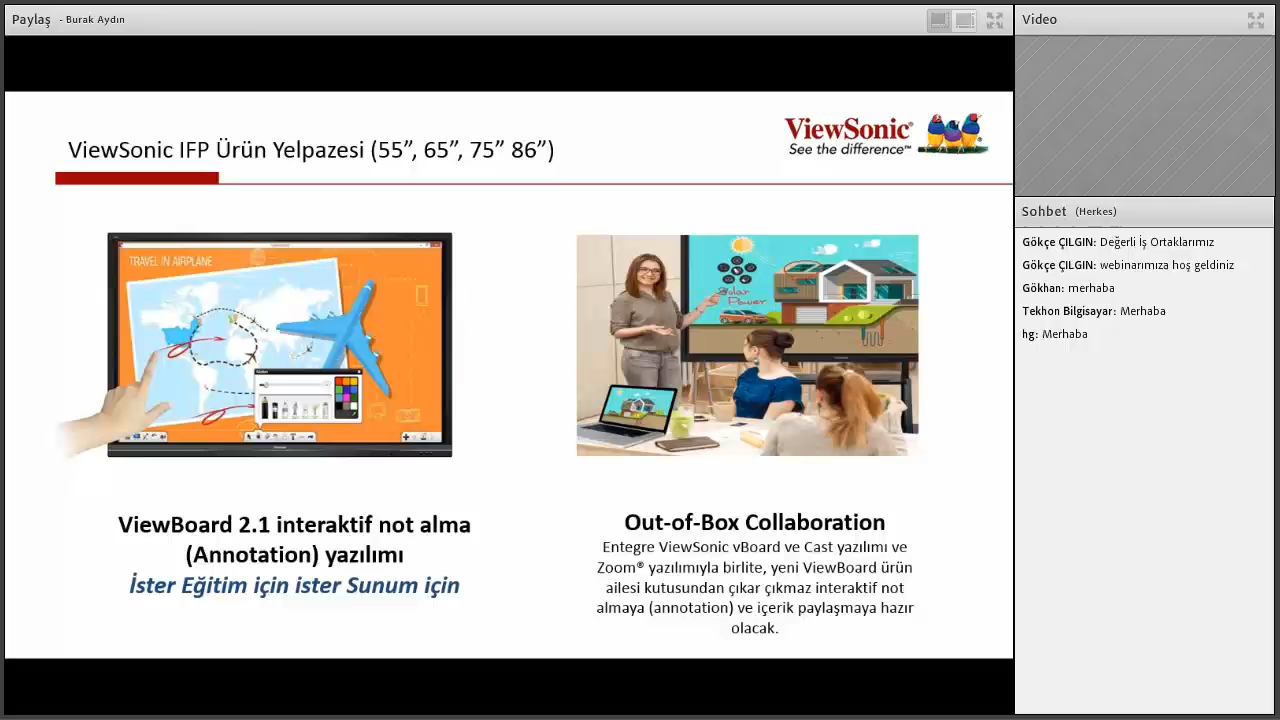 Paylaş - Burak Aydın
ViewSonic IFP Ürün Yelpazesi (55”, 65”, 75” 86”)
ViewSonic®
See the difference™
TRAVEL IN AIRPLANE
Solar
Power
ViewBoard 2.1 interaktif not alma
(Annotation) yazılımı
İster Eğitim için ister Sunum için
Out-of-Box Collaboration
Entegre ViewSonic vBoard ve Cast yazılımı ve
Zoom® yazılımıyla birlikte, yeni ViewBoard ürün
ailesi kutusundan çıkar çıkmaz interaktif not
almaya (annotation) ve içerik paylaşmaya hazır
olacak.
Video
Sohbet (Herkes)
Gökçe ÇILGIN: Değerli İş Ortaklarımız
Gökçe ÇILGIN: webinarımıza hoş geldiniz
Gökhan: merhaba
Tekhon Bilgisayar: Merhaba
hg: Merhaba